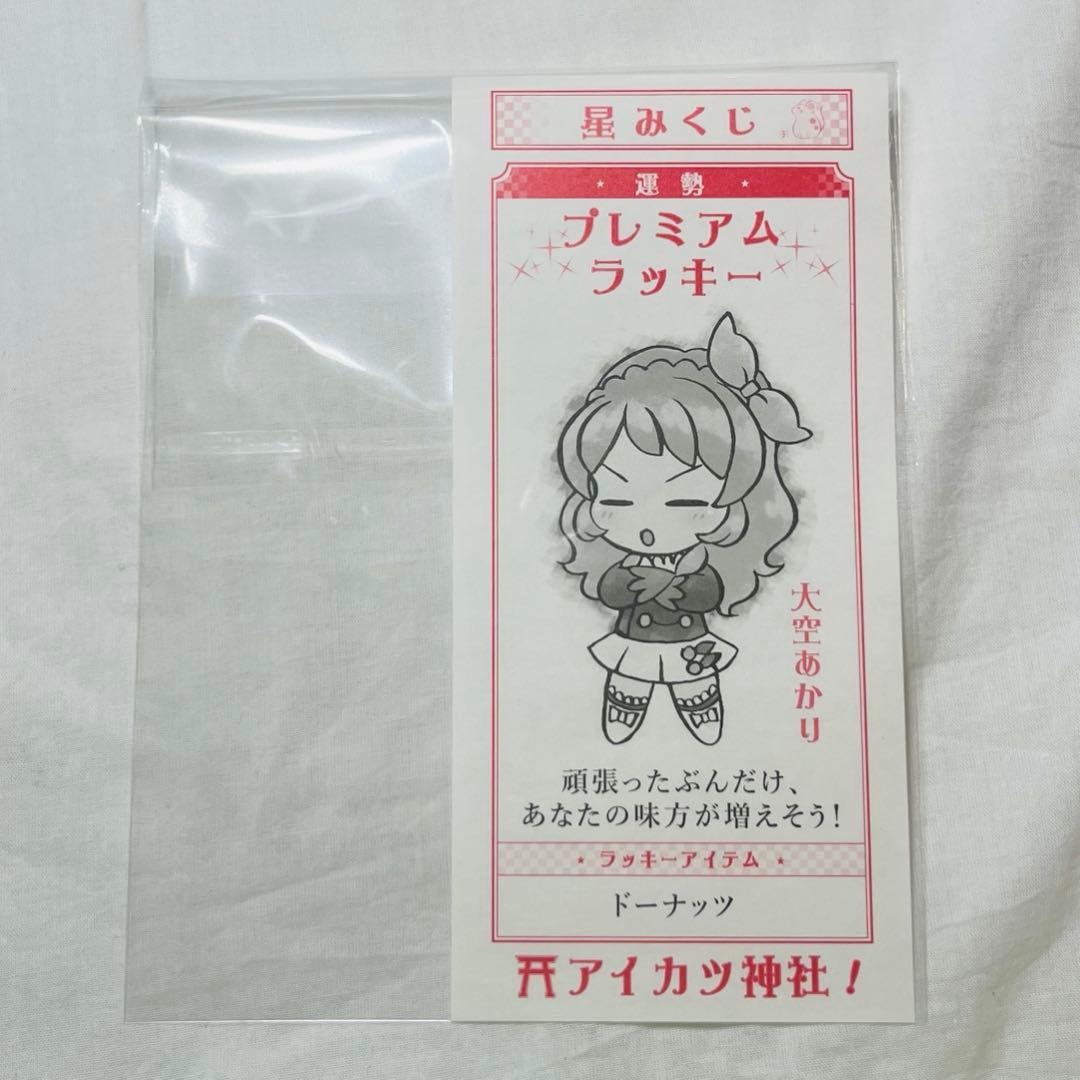 星みくじ
★ 運勢 ★
プレミアム
ラッキー
大空あかり
頑張ったぶんだけ、
あなたの味方が増えそう!
★ ラッキーアイテム ★
ドーナッツ
アイカツ神社!